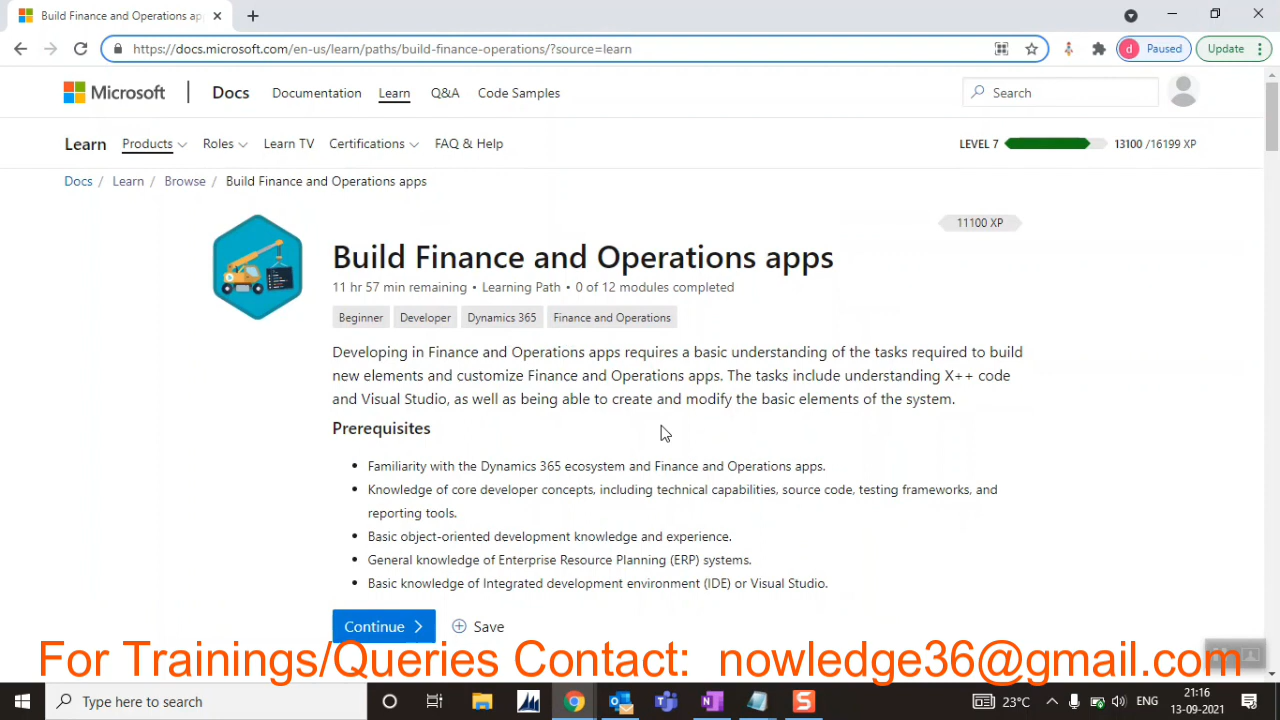 Build Finance and Operations ap
https://docs.microsoft.com/en-us/learn/paths/build-finance-operations/?source=learn
d Paused
Update
Microsoft
Docs
Documentation
Learn
Q&A
Code Samples
Search
Learn
Products
Roles
Learn TV
Certifications
FAQ & Help
LEVEL 7
13100 /16199 XP
Docs / Learn / Browse / Build Finance and Operations apps
11100 XP
Build Finance and Operations apps
11 hr 57 min remaining • Learning Path • 0 of 12 modules completed
Beginner
Developer
Dynamics 365
Finance and Operations
Developing in Finance and Operations apps requires a basic understanding of the tasks required to build
new elements and customize Finance and Operations apps. The tasks include understanding X++ code
and Visual Studio, as well as being able to create and modify the basic elements of the system.
Prerequisites
• Familiarity with the Dynamics 365 ecosystem and Finance and Operations apps.
• Knowledge of core developer concepts, including technical capabilities, source code, testing frameworks, and
reporting tools.
• Basic object-oriented development knowledge and experience.
• General knowledge of Enterprise Resource Planning (ERP) systems.
• Basic knowledge of Integrated development environment (IDE) or Visual Studio.
Continue
Save
For Trainings/Queries Contact: nowledge36@gmail.com
Type here to search
23°C
ENG
21:16
13-09-2021